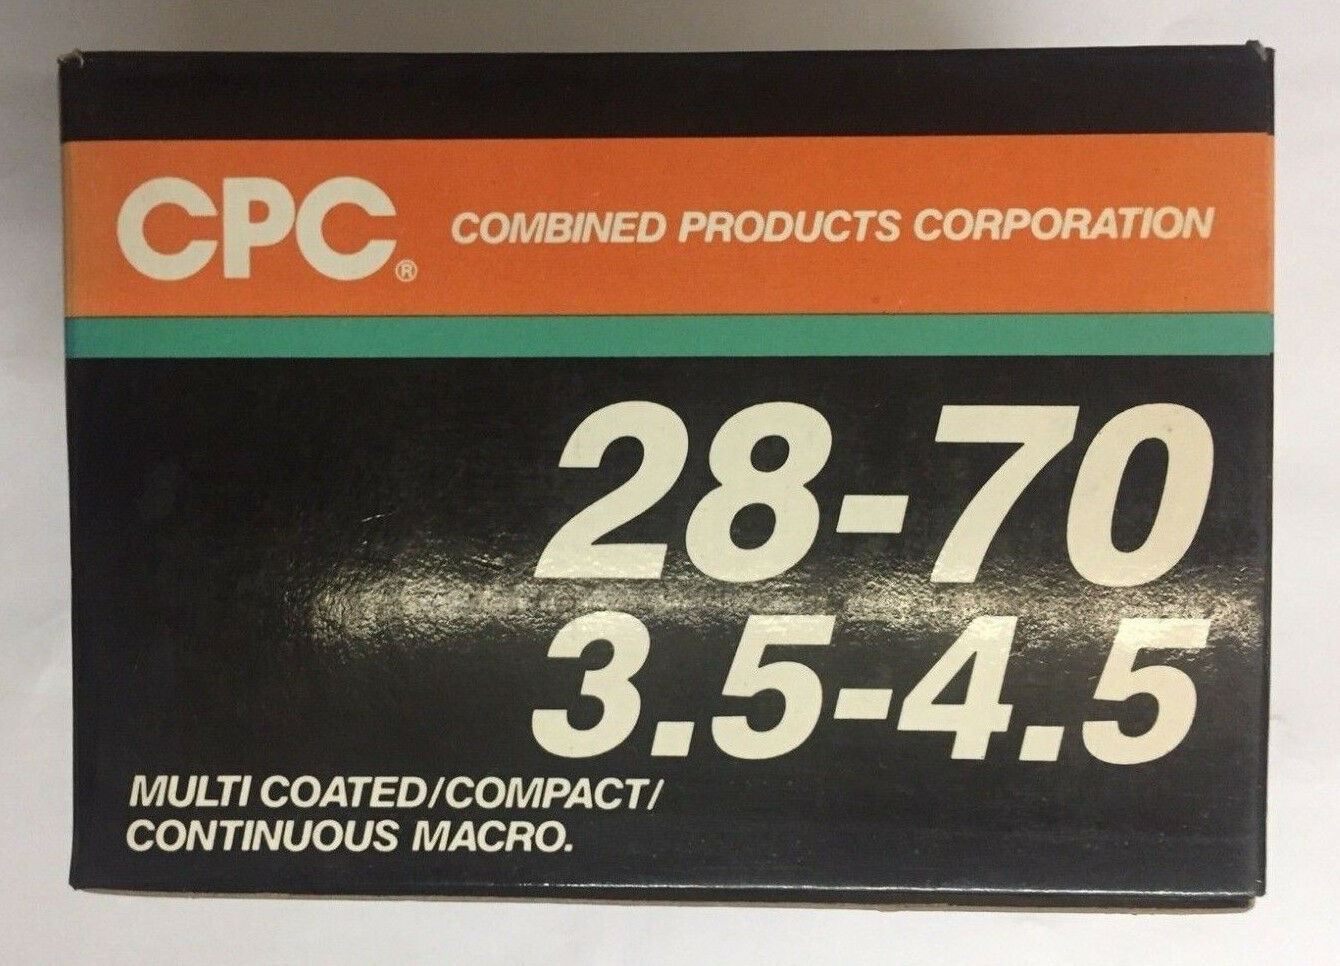 CPC®
COMBINED PRODUCTS CORPORATION
28-70
3.5-4.5
MULTI COATED/COMPACT/
CONTINUOUS MACRO.